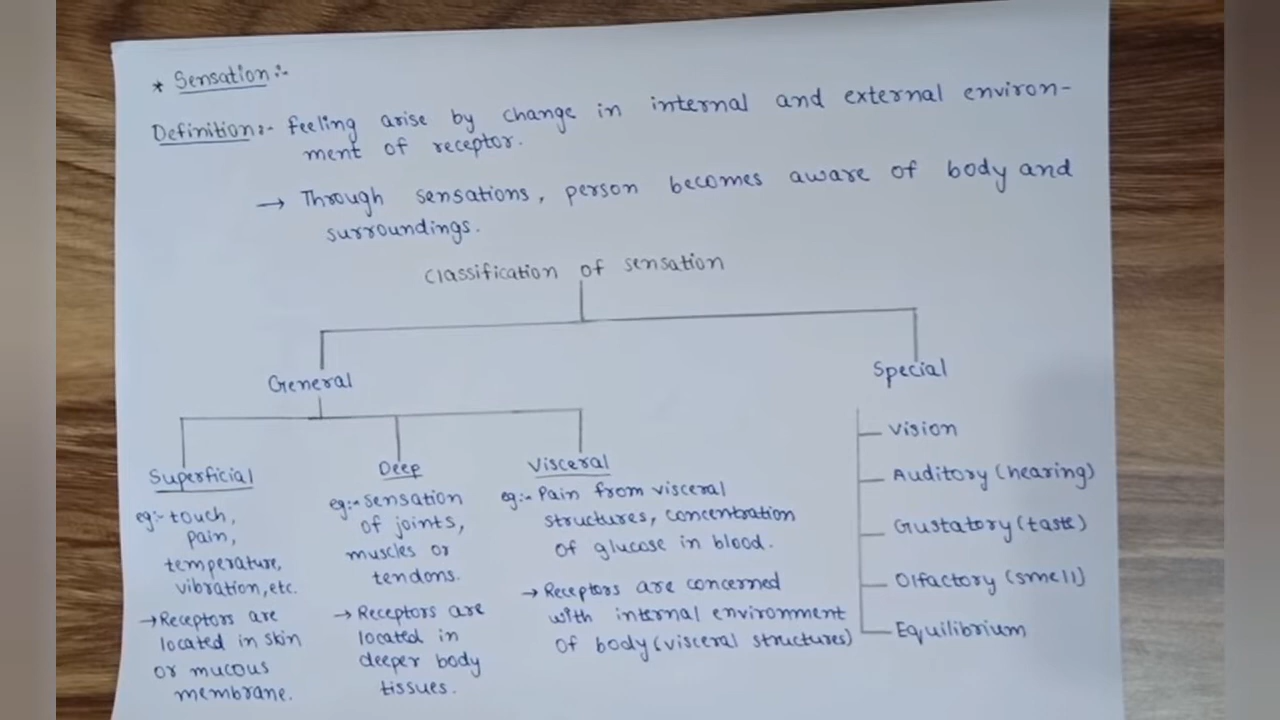 * Sensation :-
Definition :- feeling arise by change in internal and external environ-
ment of receptor.
→ Through sensations, person becomes aware of body and
surroundings.
Classification of sensation
General
Special
Superficial
eg:- touch,
pain,
temperature,
vibration, etc.
→ Receptors are
located in skin
or mucous
membrane.
Deep
eg:- sensation
of joints,
muscles or
tendons.
→ Receptors are
located in
deeper body
tissues.
Visceral
eg:- Pain from visceral
structures, concentration
of glucose in blood.
→ Receptors are concerned
with internal environment
of body (visceral structures)
Vision
Auditory (hearing)
Gustatory (taste)
Olfactory (smell)
Equilibrium